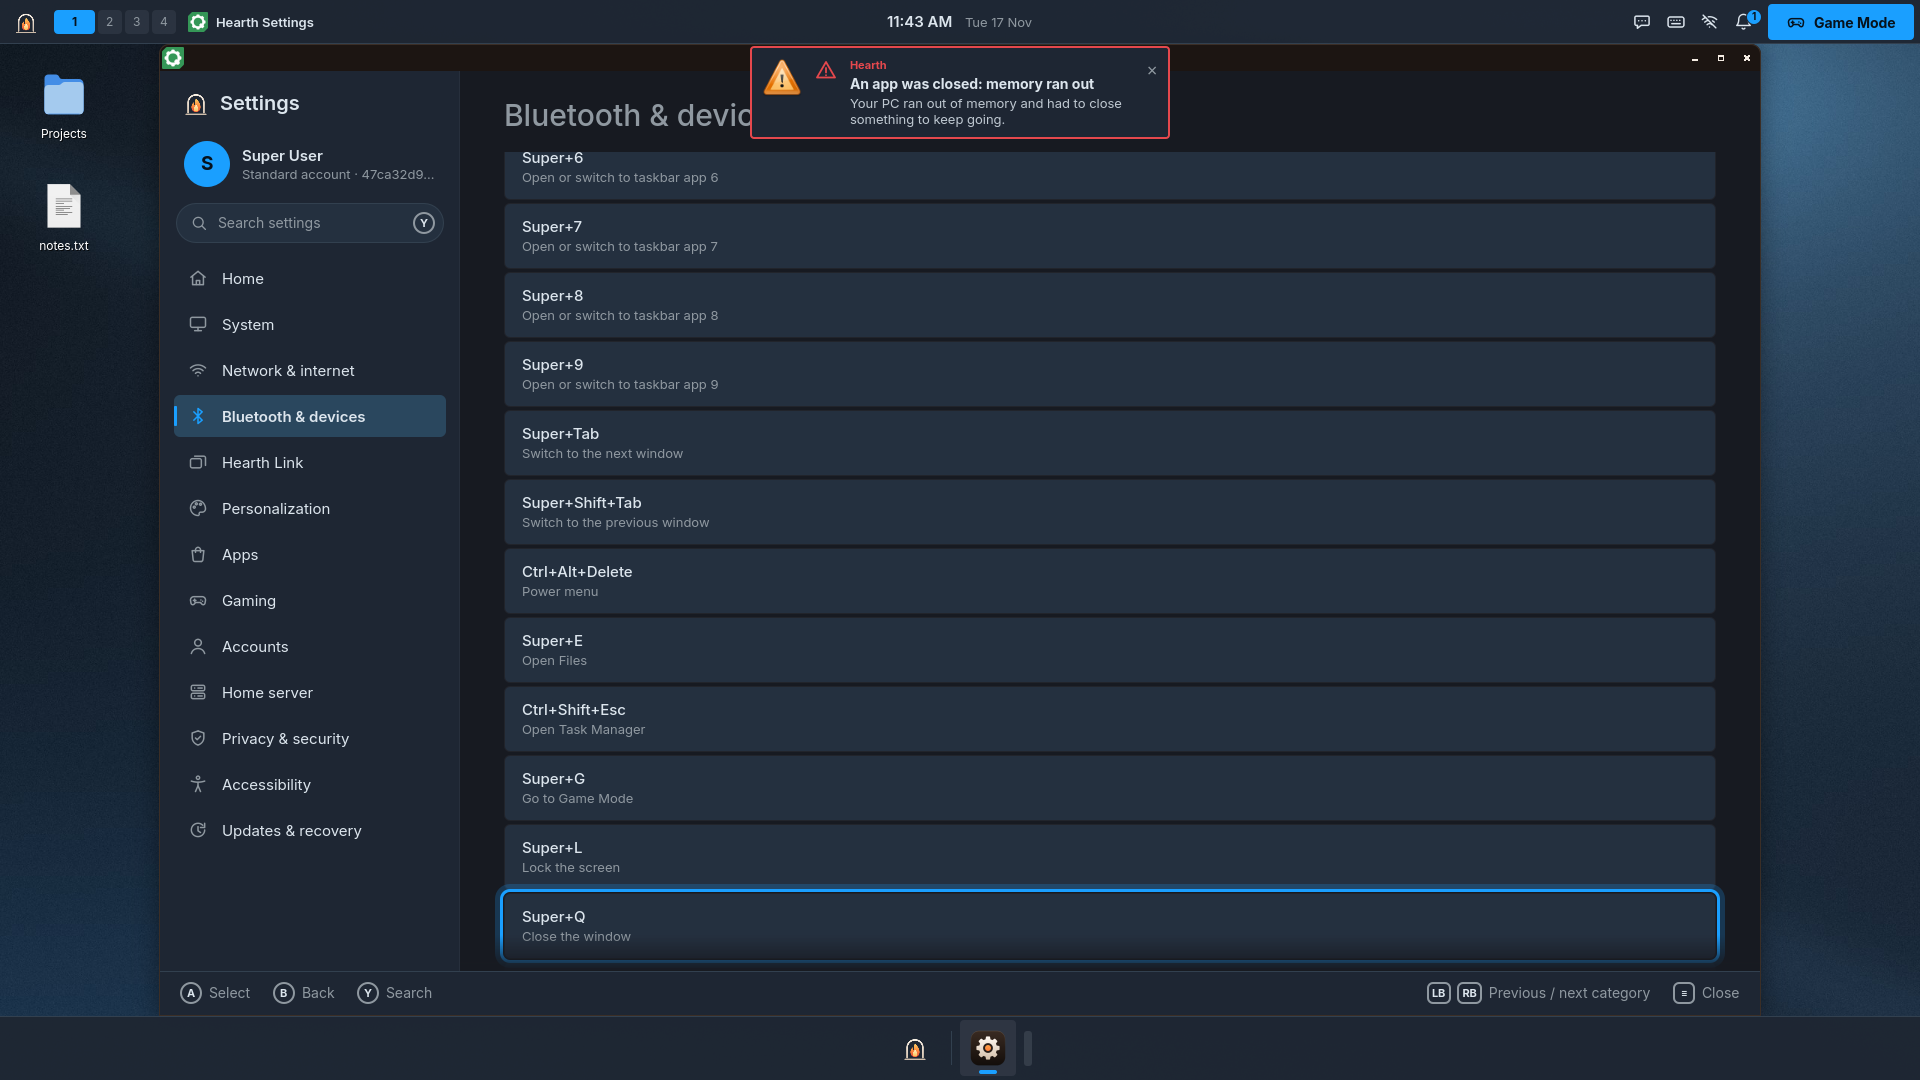 1 2 3 4 Hearth Settings
11:43 AM Tue 17 Nov
1
Game Mode
Projects
notes.txt
Hearth
An app was closed: memory ran out
Your PC ran out of memory and had to close
something to keep going.
Settings
S
Super User
Standard account · 47ca32d9...
Search settings Y
Home
System
Network & internet
Bluetooth & devices
Hearth Link
Personalization
Apps
Gaming
Accounts
Home server
Privacy & security
Accessibility
Updates & recovery
Bluetooth & devic
Super+6
Open or switch to taskbar app 6
Super+7
Open or switch to taskbar app 7
Super+8
Open or switch to taskbar app 8
Super+9
Open or switch to taskbar app 9
Super+Tab
Switch to the next window
Super+Shift+Tab
Switch to the previous window
Ctrl+Alt+Delete
Power menu
Super+E
Open Files
Ctrl+Shift+Esc
Open Task Manager
Super+G
Go to Game Mode
Super+L
Lock the screen
Super+Q
Close the window
A Select B Back Y Search
LB RB Previous / next category Close